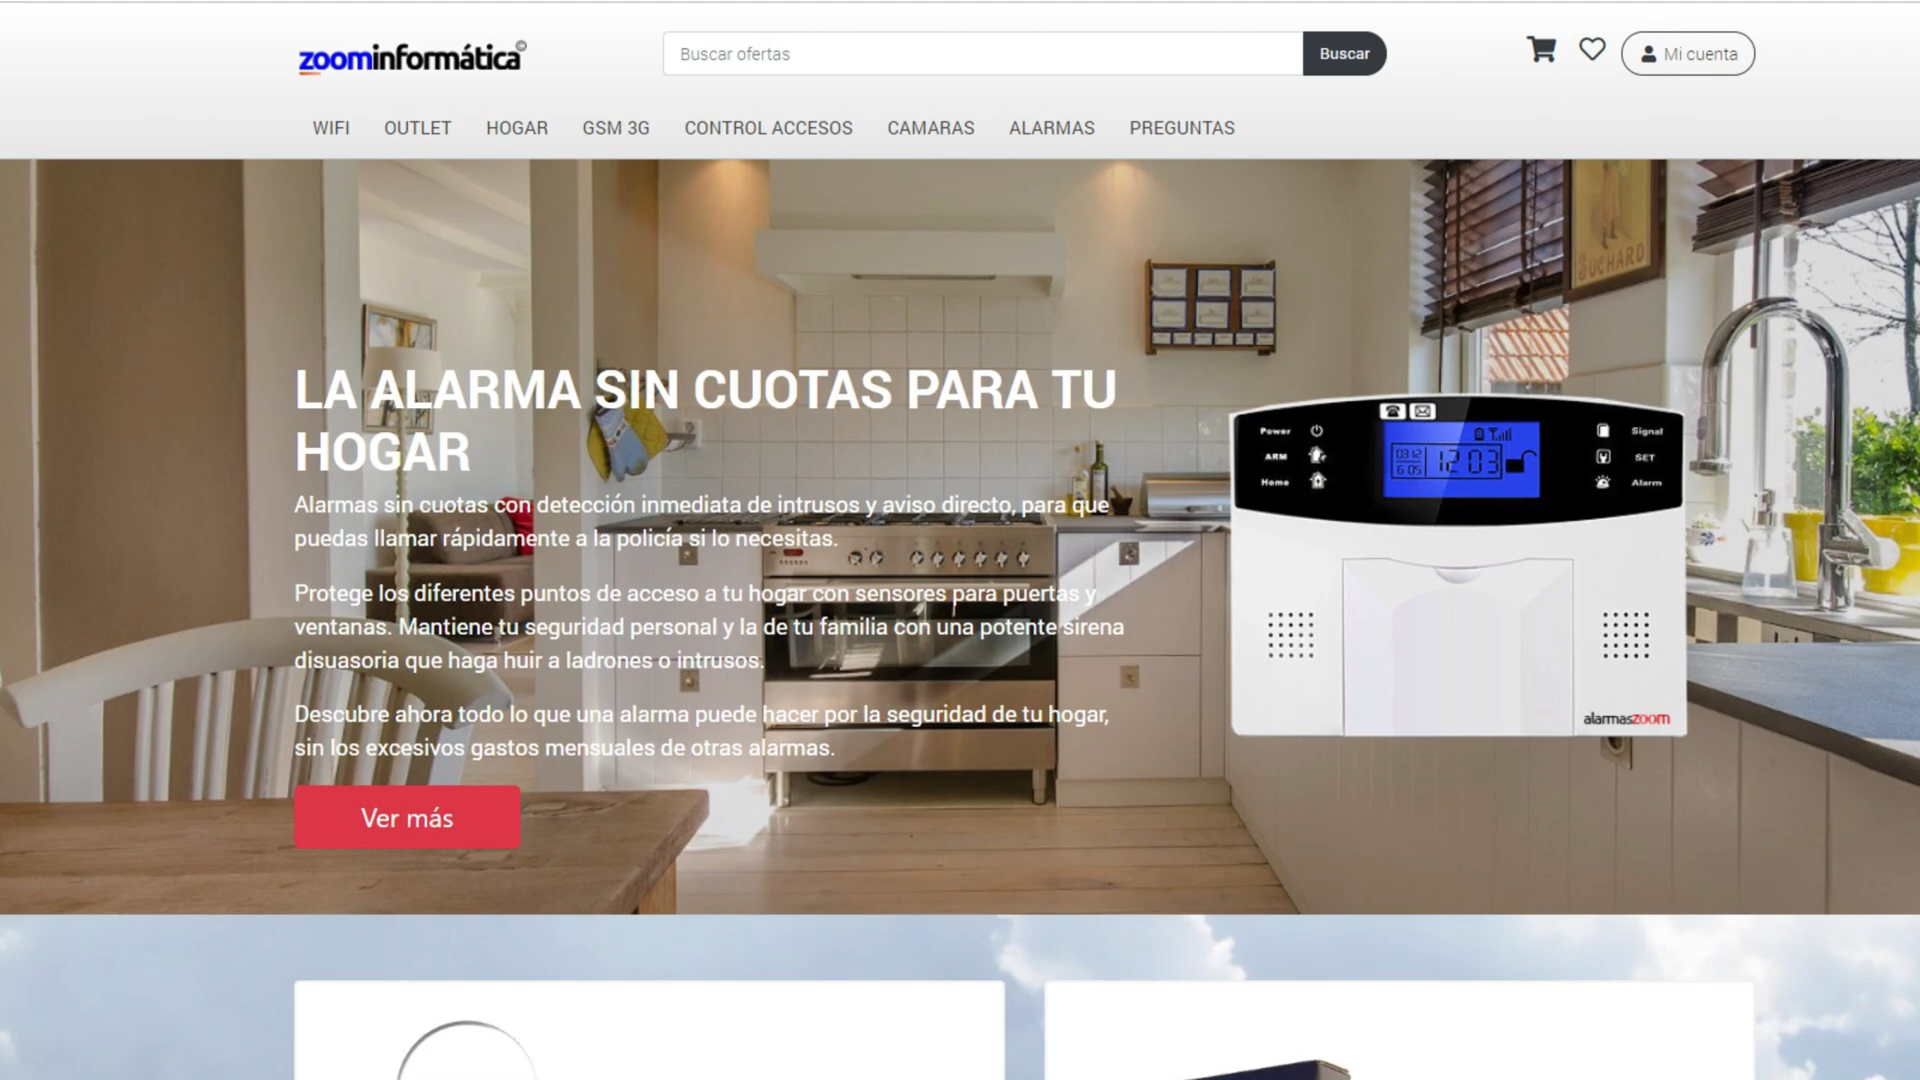 zoominformática©
Buscar ofertas
Buscar
Mi cuenta
WIFI OUTLET HOGAR GSM 3G CONTROL ACCESOS CAMARAS ALARMAS PREGUNTAS
SUCHARD
LA ALARMA SIN CUOTAS PARA TU
HOGAR
Alarmas sin cuotas con detección inmediata de intrusos y aviso directo, para que
puedas llamar rápidamente a la policía si lo necesitas.
Protege los diferentes puntos de acceso a tu hogar con sensores para puertas y
ventanas. Mantiene tu seguridad personal y la de tu familia con una potente sirena
disuasoria que haga huir a ladrones o intrusos.
Descubre ahora todo lo que una alarma puede hacer por la seguridad de tu hogar,
sin los excesivos gastos mensuales de otras alarmas.
Ver más
Power
ARM
Home
03 12
6 05
12 03
Signal
SET
Alarm
alarmaszoom